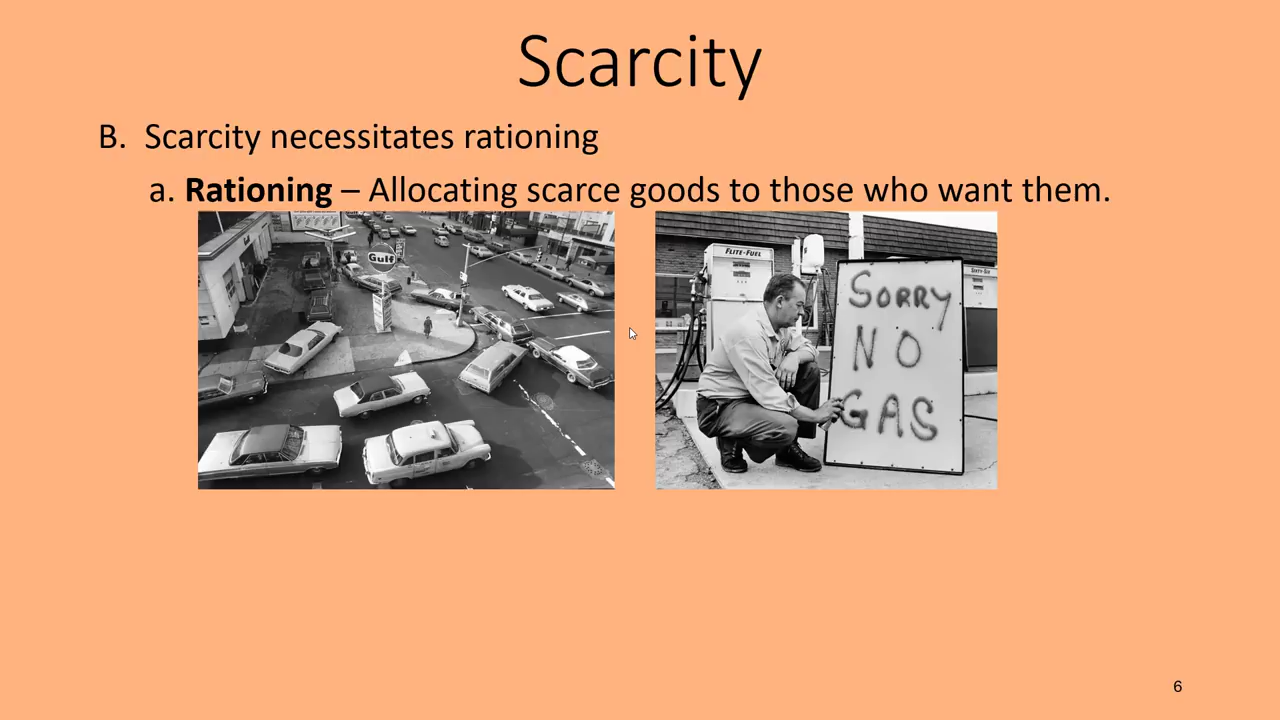 Scarcity
B. Scarcity necessitates rationing
a. Rationing – Allocating scarce goods to those who want them.
Gulf
FLITE-FUEL
SORRY
NO
GAS
6